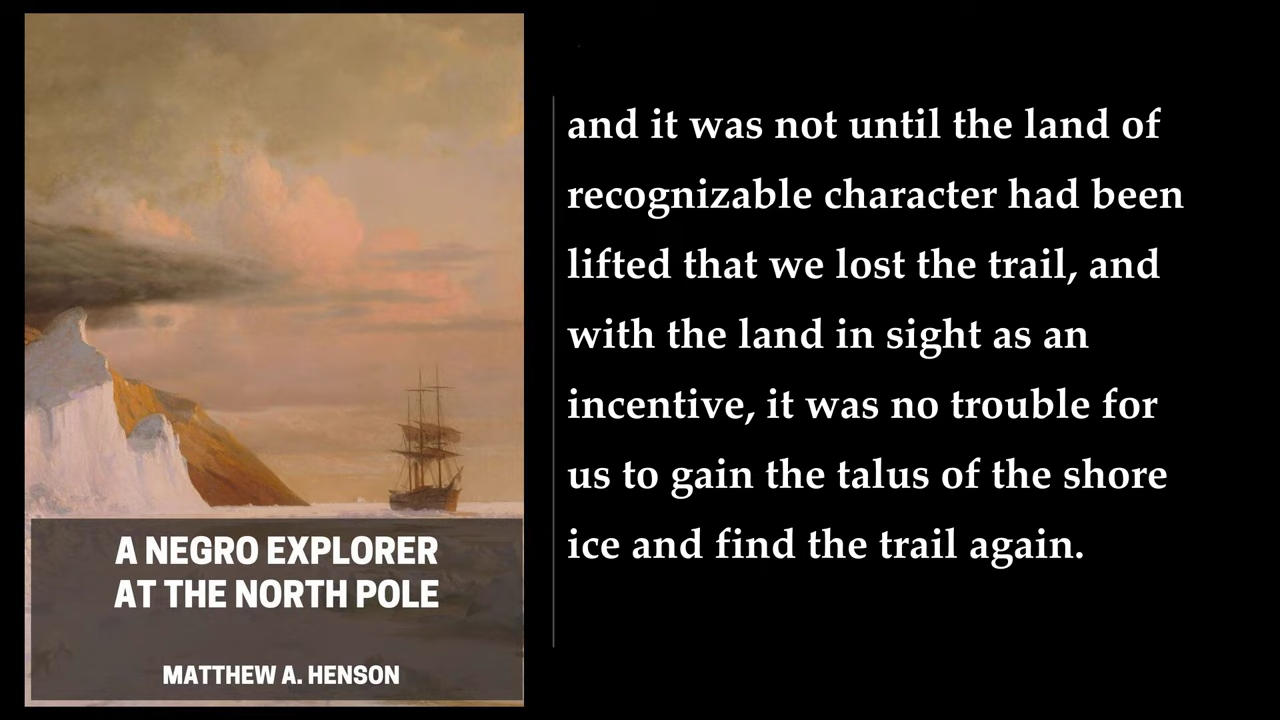 A NEGRO EXPLORER
AT THE NORTH POLE
MATTHEW A. HENSON
and it was not until the land of
recognizable character had been
lifted that we lost the trail, and
with the land in sight as an
incentive, it was no trouble for
us to gain the talus of the shore
ice and find the trail again.